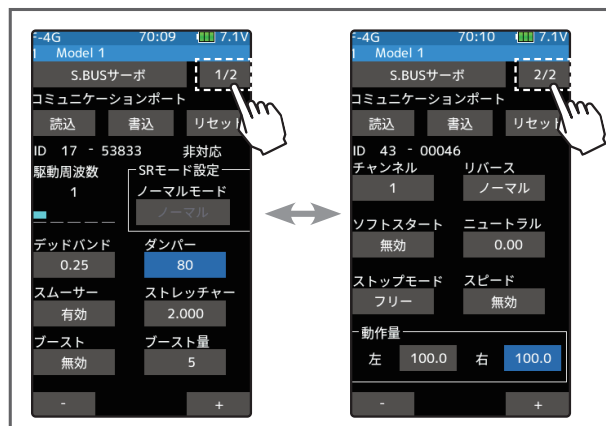 -4G 70:09 7.1V
Model 1
S.BUSサーボ 1/2
コミュニケーションポート
読込 書込 リセット
ID 17 - 53833 非対応
駆動周波数
1
SRモード設定
ノーマルモード
ノーマル
デッドバンド ダンパー
0.25 80
スムーサー ストレッチャー
有効 2.000
ブースト ブースト量
無効 5
- +
-4G 70:10 7.1V
Model 1
S.BUSサーボ 2/2
コミュニケーションポート
読込 書込 リセット
ID 43 - 00046
チャンネル リバース
1 ノーマル
ソフトスタート ニュートラル
無効 0.00
ストップモード スピード
フリー 無効
動作量
左 100.0 右 100.0
- +